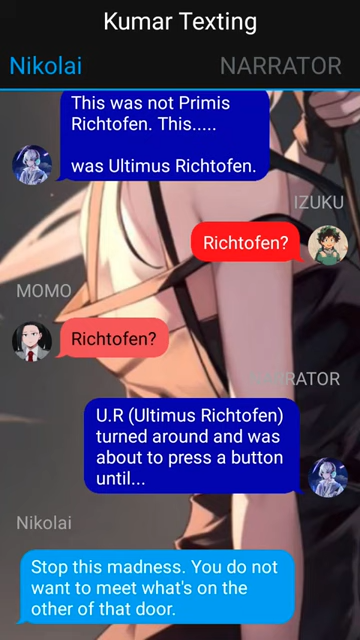 Kumar Texting
Nikolai NARRATOR
This was not Primis
Richtofen. This.....
was Ultimus Richtofen.
IZUKU
Richtofen?
MOMO
Richtofen?
NARRATOR
U.R (Ultimus Richtofen)
turned around and was
about to press a button
until...
Nikolai
Stop this madness. You do not
want to meet what's on the
other of that door.